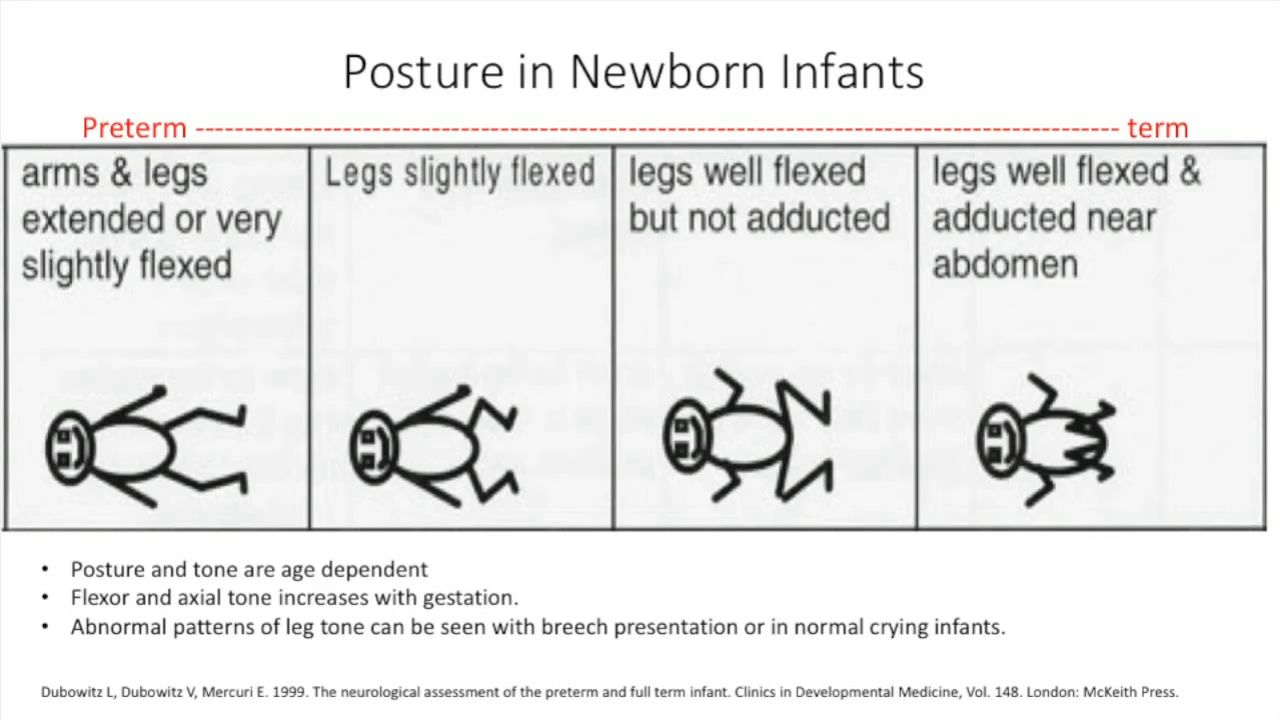 Posture in Newborn Infants
Preterm ----------------------------------------------------------------------------------------------- term
arms & legs
extended or very
slightly flexed
Legs slightly flexed
legs well flexed
but not adducted
legs well flexed &
adducted near
abdomen
• Posture and tone are age dependent
• Flexor and axial tone increases with gestation.
• Abnormal patterns of leg tone can be seen with breech presentation or in normal crying infants.
Dubowitz L, Dubowitz V, Mercuri E. 1999. The neurological assessment of the preterm and full term infant. Clinics in Developmental Medicine, Vol. 148. London: McKeith Press.